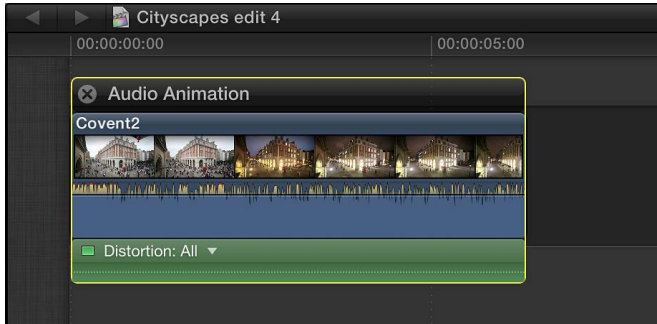 Cityscapes edit 4
00:00:00:00
00:00:05:00
Audio Animation
Covent2
Distortion: All